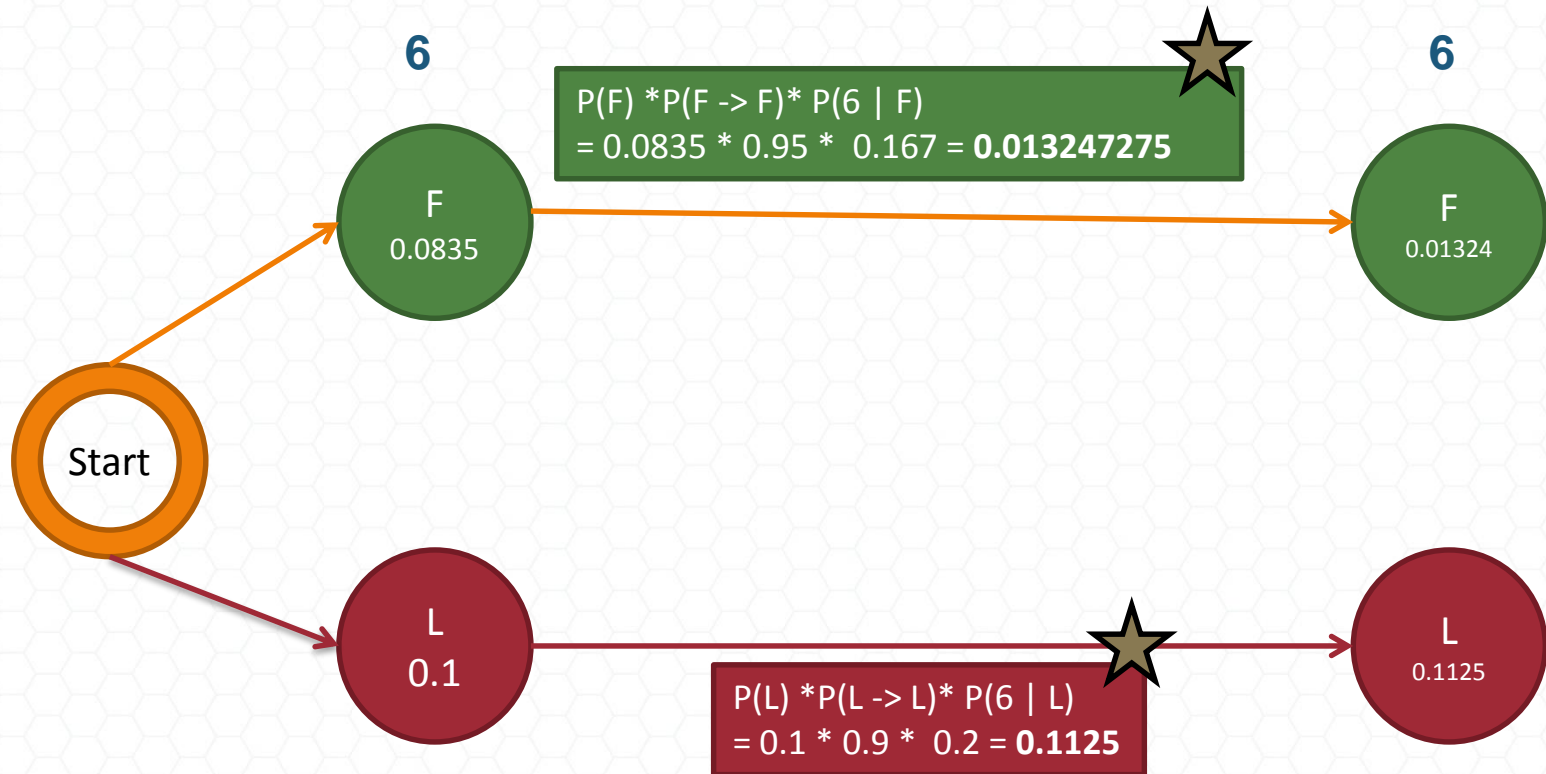 6
6
P(F) *P(F -> F)* P(6 | F)
= 0.0835 * 0.95 *  0.167 = 0.013247275
F
0.0835
F
0.01324
Start
L
0.1
L
0.1125
P(L) *P(L -> L)* P(6 | L)
= 0.1 * 0.9 *  0.2 = 0.1125